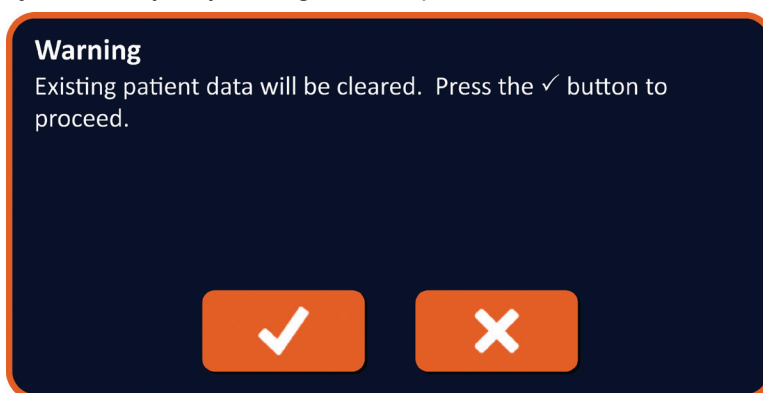 Warning
Existing patient data will be cleared.  Press the ✓ button to
proceed.